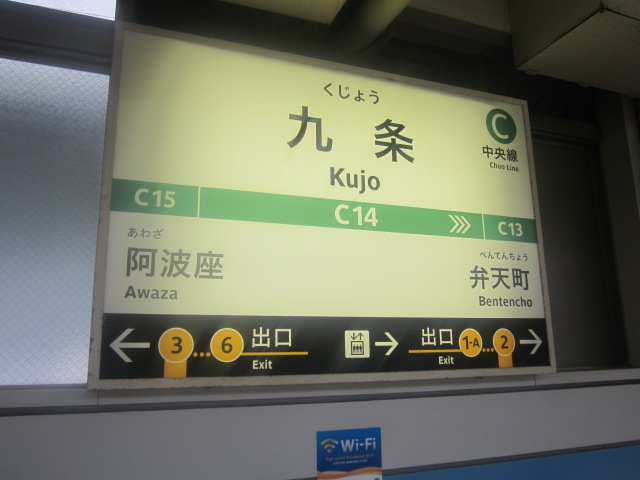 くじょう
九条
Kujo
C
中央線
Chuo Line
C15
C14
C13
あわざ
阿波座
Awaza
べんてんちょう
弁天町
Bentencho
3…6 出口
Exit
出口 1-A…2
Exit
Wi-Fi